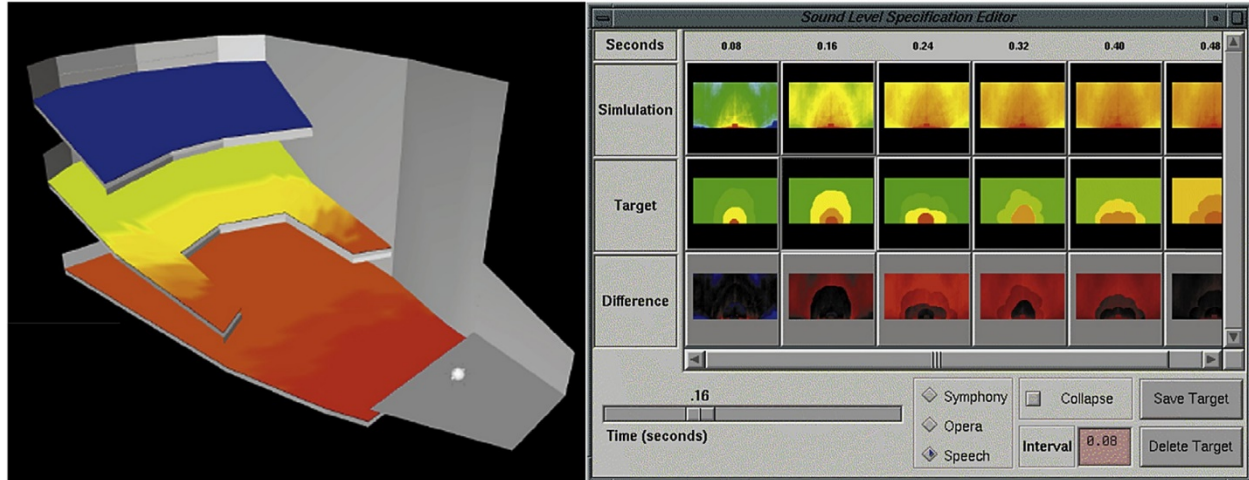 Sound Level Specification Editor
Seconds 0.08 0.16 0.24 0.32 0.40 0.48
Simlulation
Target
Difference
.16
Time (seconds)
Symphony
Opera
Speech
Collapse
Interval 0.08
Save Target
Delete Target